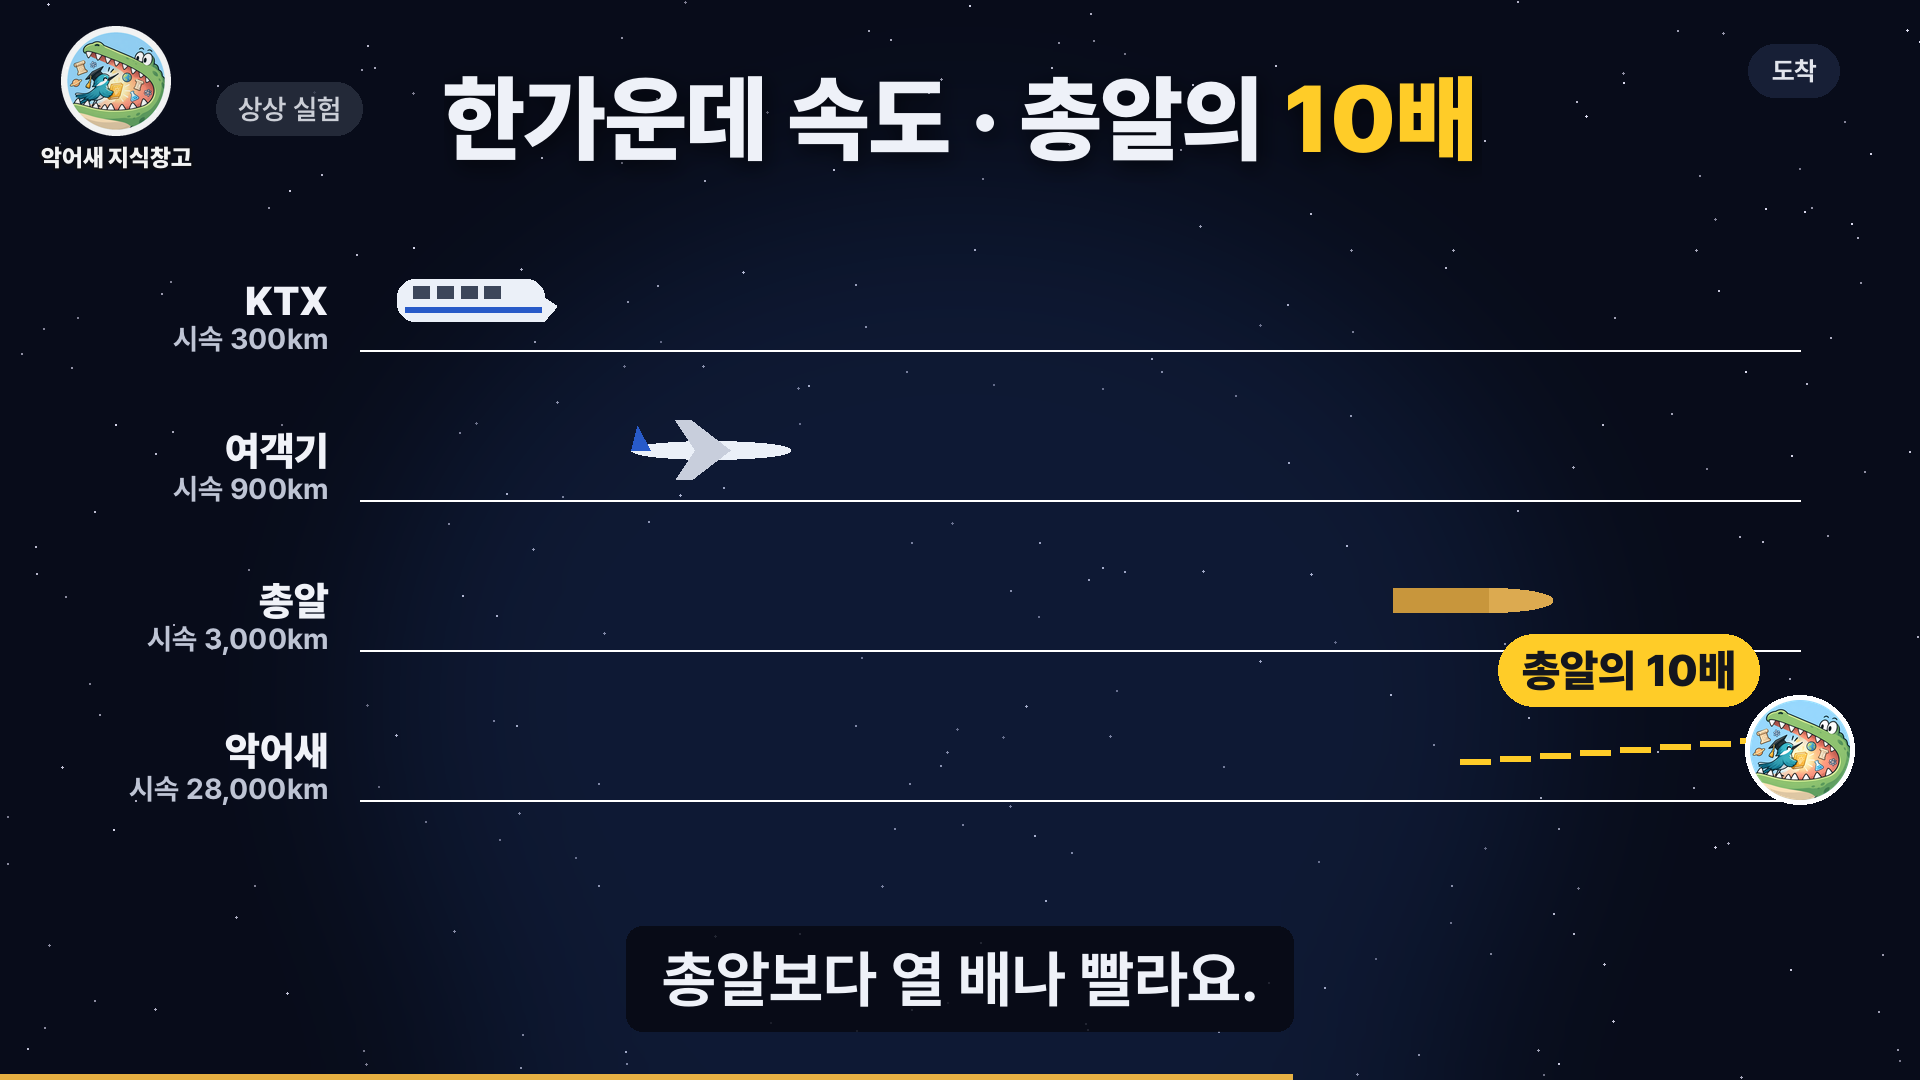 악어새 지식창고
상상 실험
한가운데 속도 · 총알의 10배
도착
KTX
시속 300km
여객기
시속 900km
총알
시속 3,000km
총알의 10배
악어새
시속 28,000km
총알보다 열 배나 빨라요.